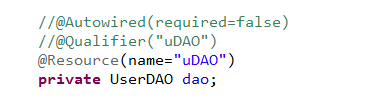 //@Autowired(required=false)
//@Qualifier("uDAO")
@Resource(name="uDAO")
private UserDAO dao;